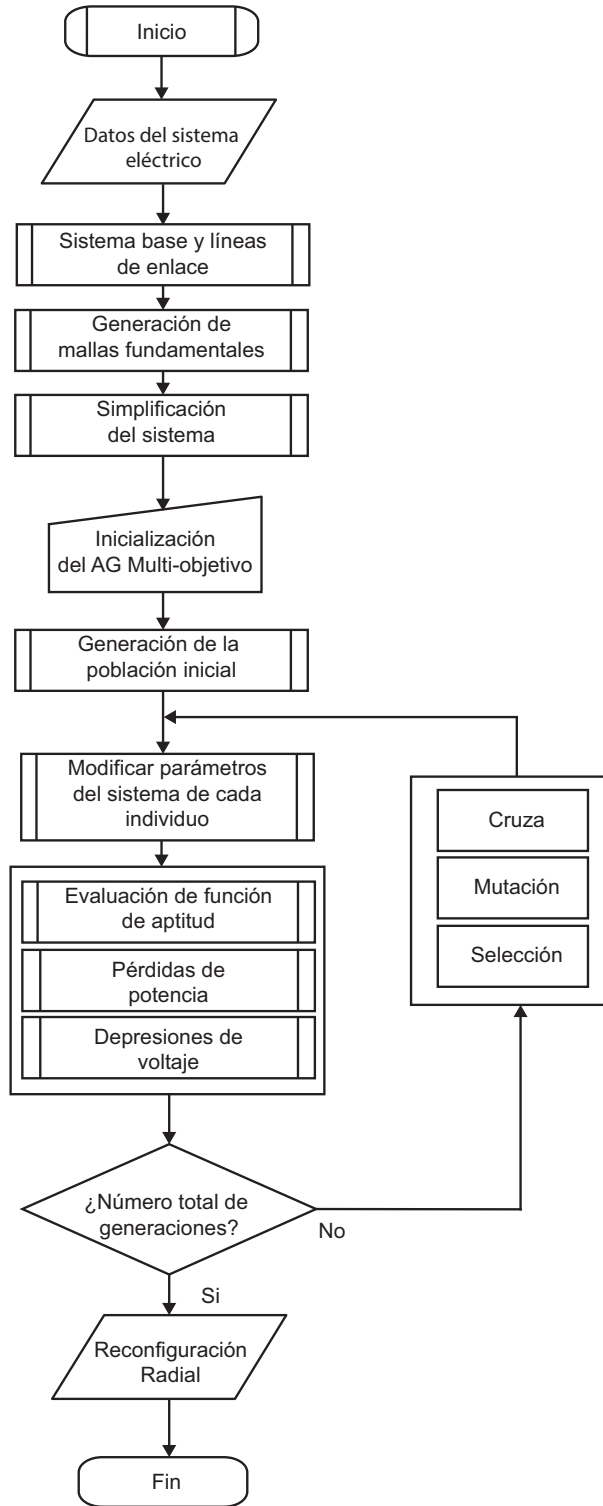 Inicio
Datos del sistema
eléctrico
Sistema base y líneas
de enlace
Generación de
mallas fundamentales
Simplificación
del sistema
Inicialización
del AG Multi-objetivo
Generación de la
población inicial
Modificar parámetros
del sistema de cada
individuo
Evaluación de función
de aptitud
Pérdidas de
potencia
Depresiones de
voltaje
Cruza
Mutación
Selección
¿Número total de
generaciones?
No
Si
Reconfiguración
Radial
Fin